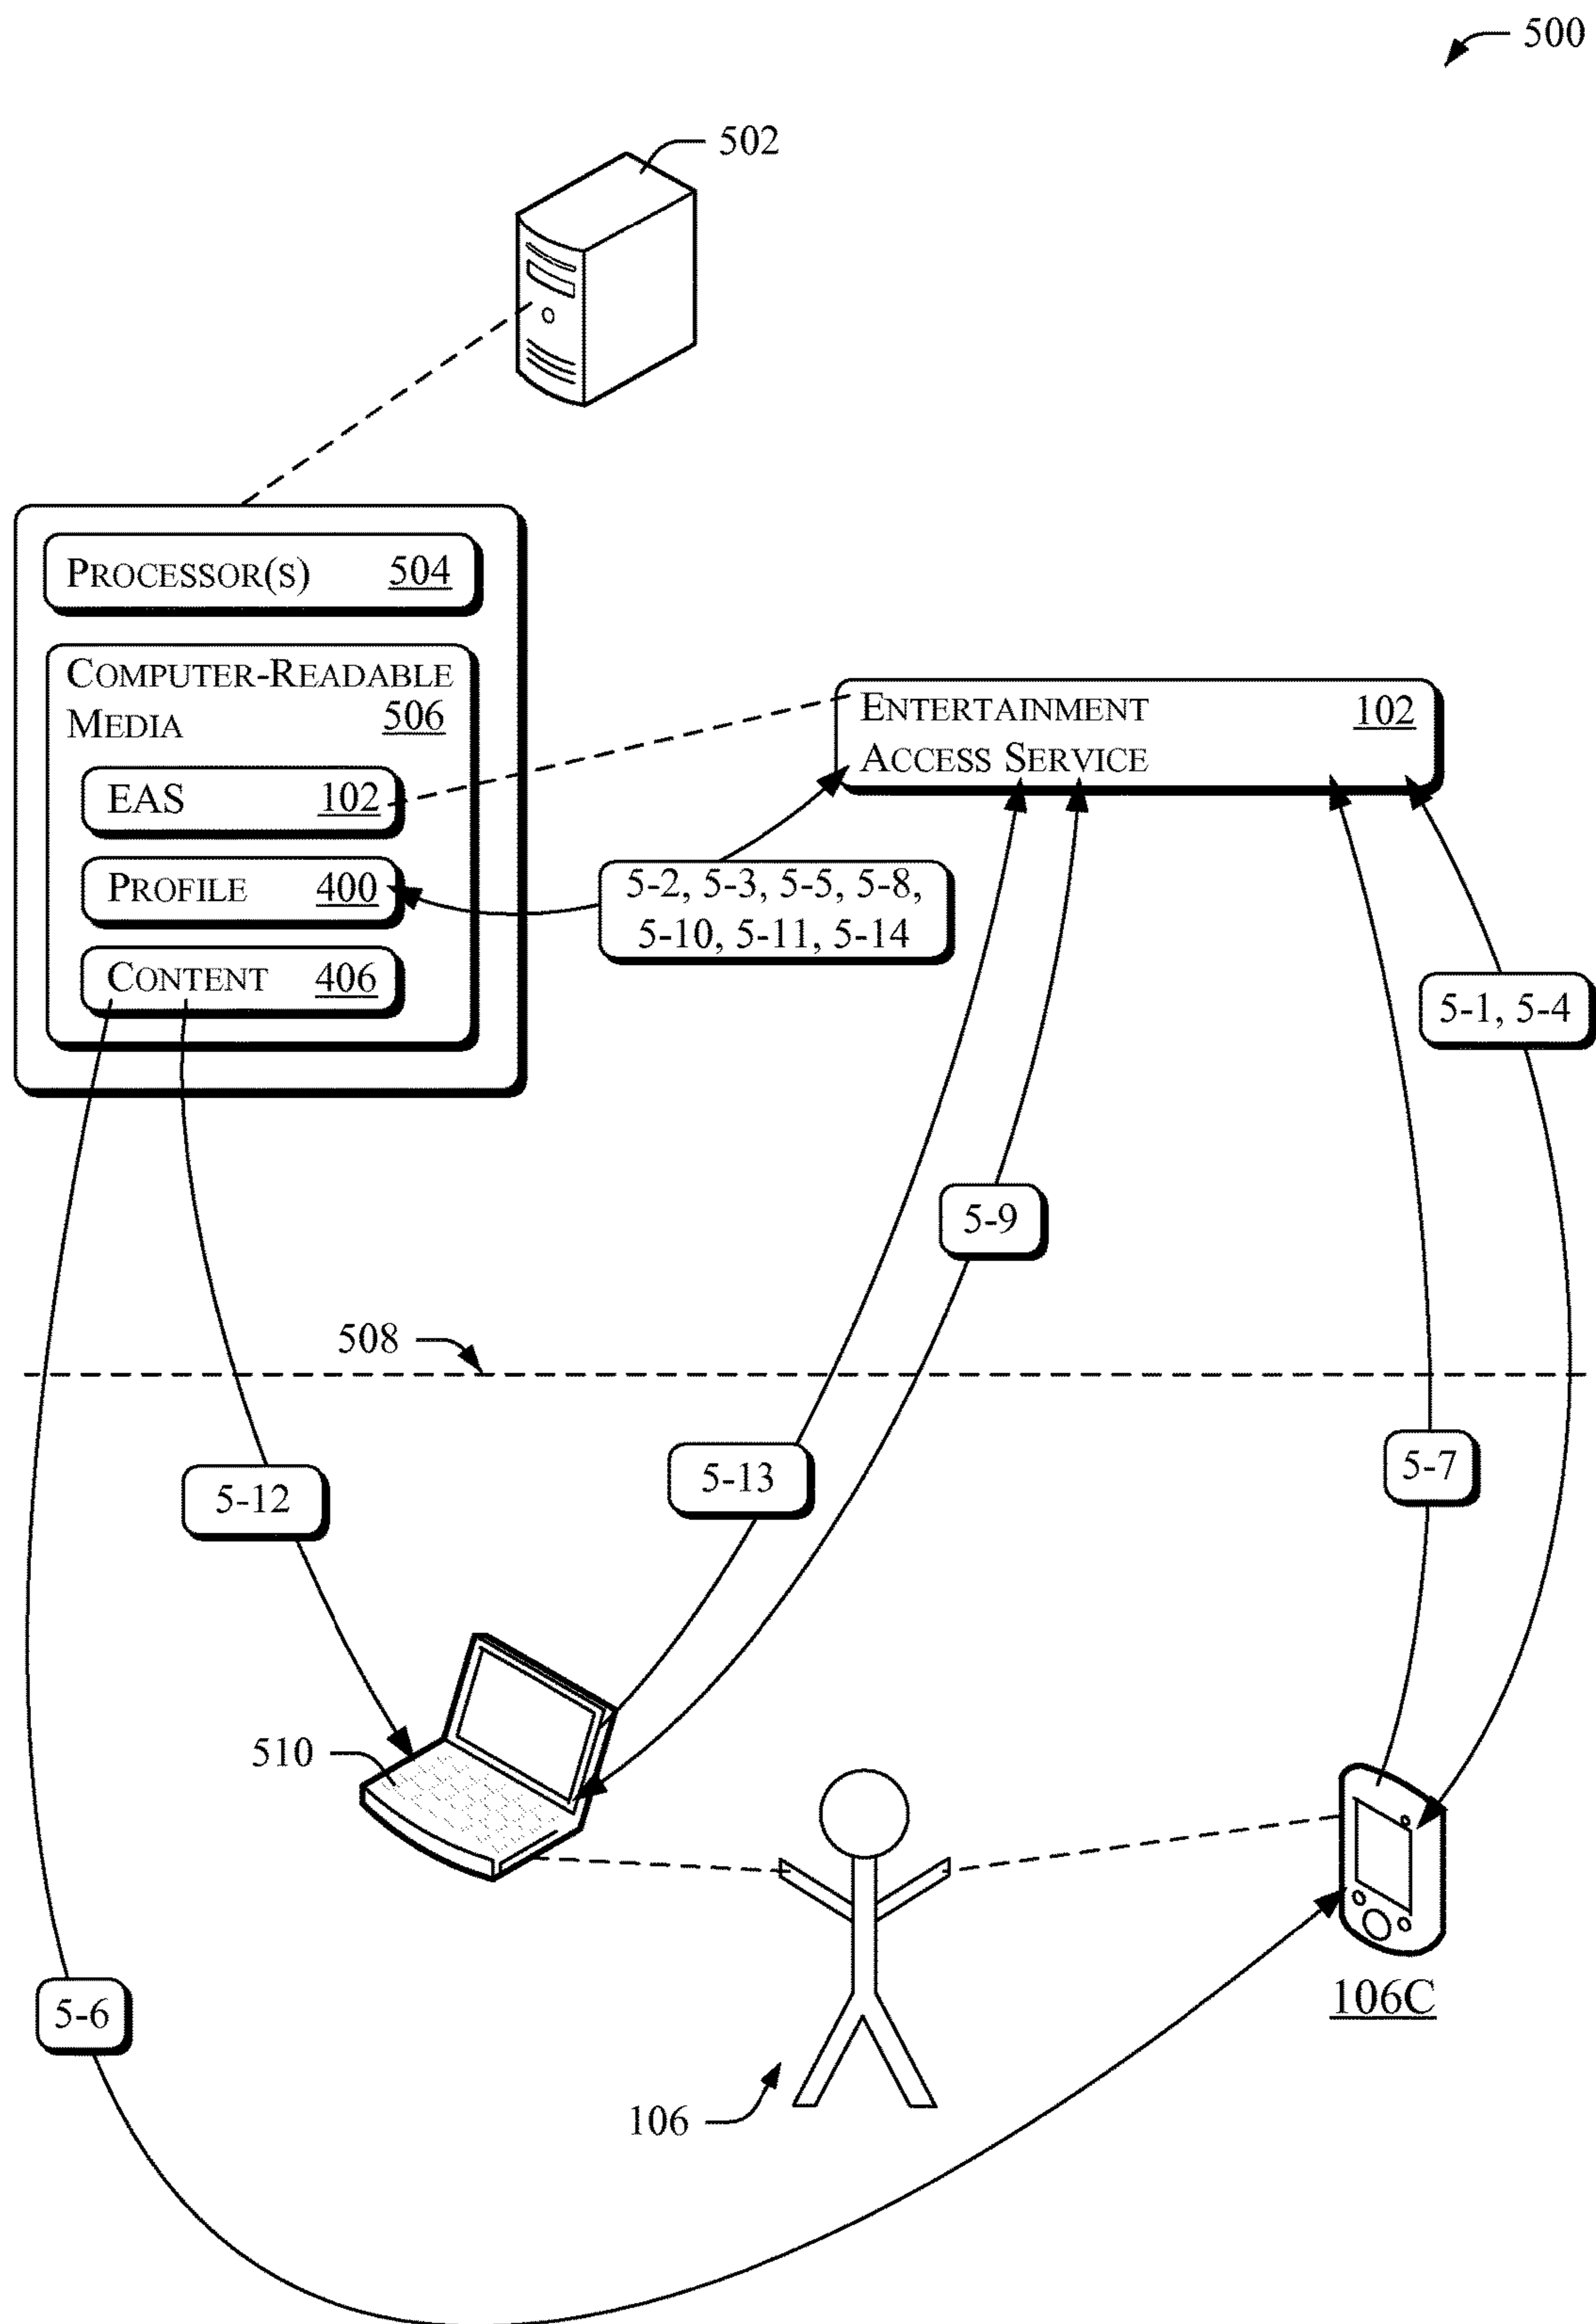 500
502
PROCESSOR(S) 504
COMPUTER-READABLE
MEDIA 506
EAS 102
PROFILE 400
CONTENT 406
ENTERTAINMENT 102
ACCESS SERVICE
5-2, 5-3, 5-5, 5-8,
5-10, 5-11, 5-14
5-1, 5-4
5-9
508
5-12
5-13
5-7
510
106C
5-6
106